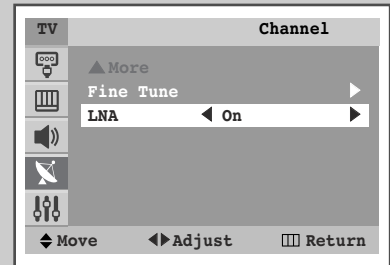 TV Channel
▲More
Fine Tune ▶
LNA ◀ On ▶
Move Adjust Return